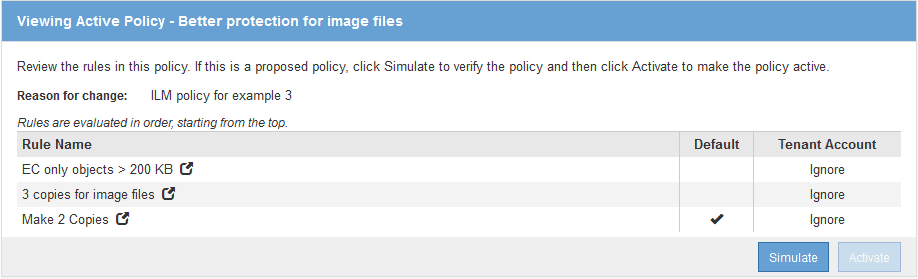 Viewing Active Policy - Better protection for image files
Review the rules in this policy. If this is a proposed policy, click Simulate to verify the policy and then click Activate to make the policy active.
Reason for change: ILM policy for example 3
Rules are evaluated in order, starting from the top.
Rule Name Default Tenant Account
EC only objects > 200 KB Ignore
3 copies for image files Ignore
Make 2 Copies Ignore
Simulate Activate